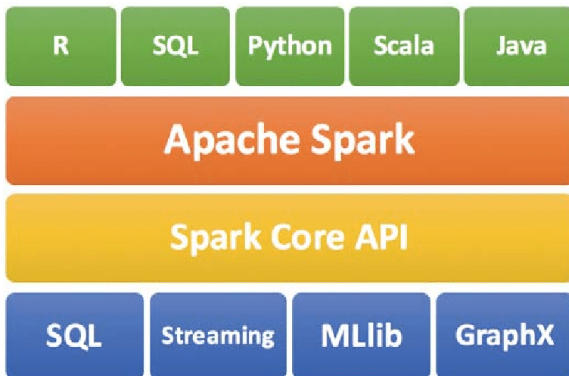 R SQL Python Scala Java
Apache Spark
Spark Core API
SQL Streaming MLlib GraphX